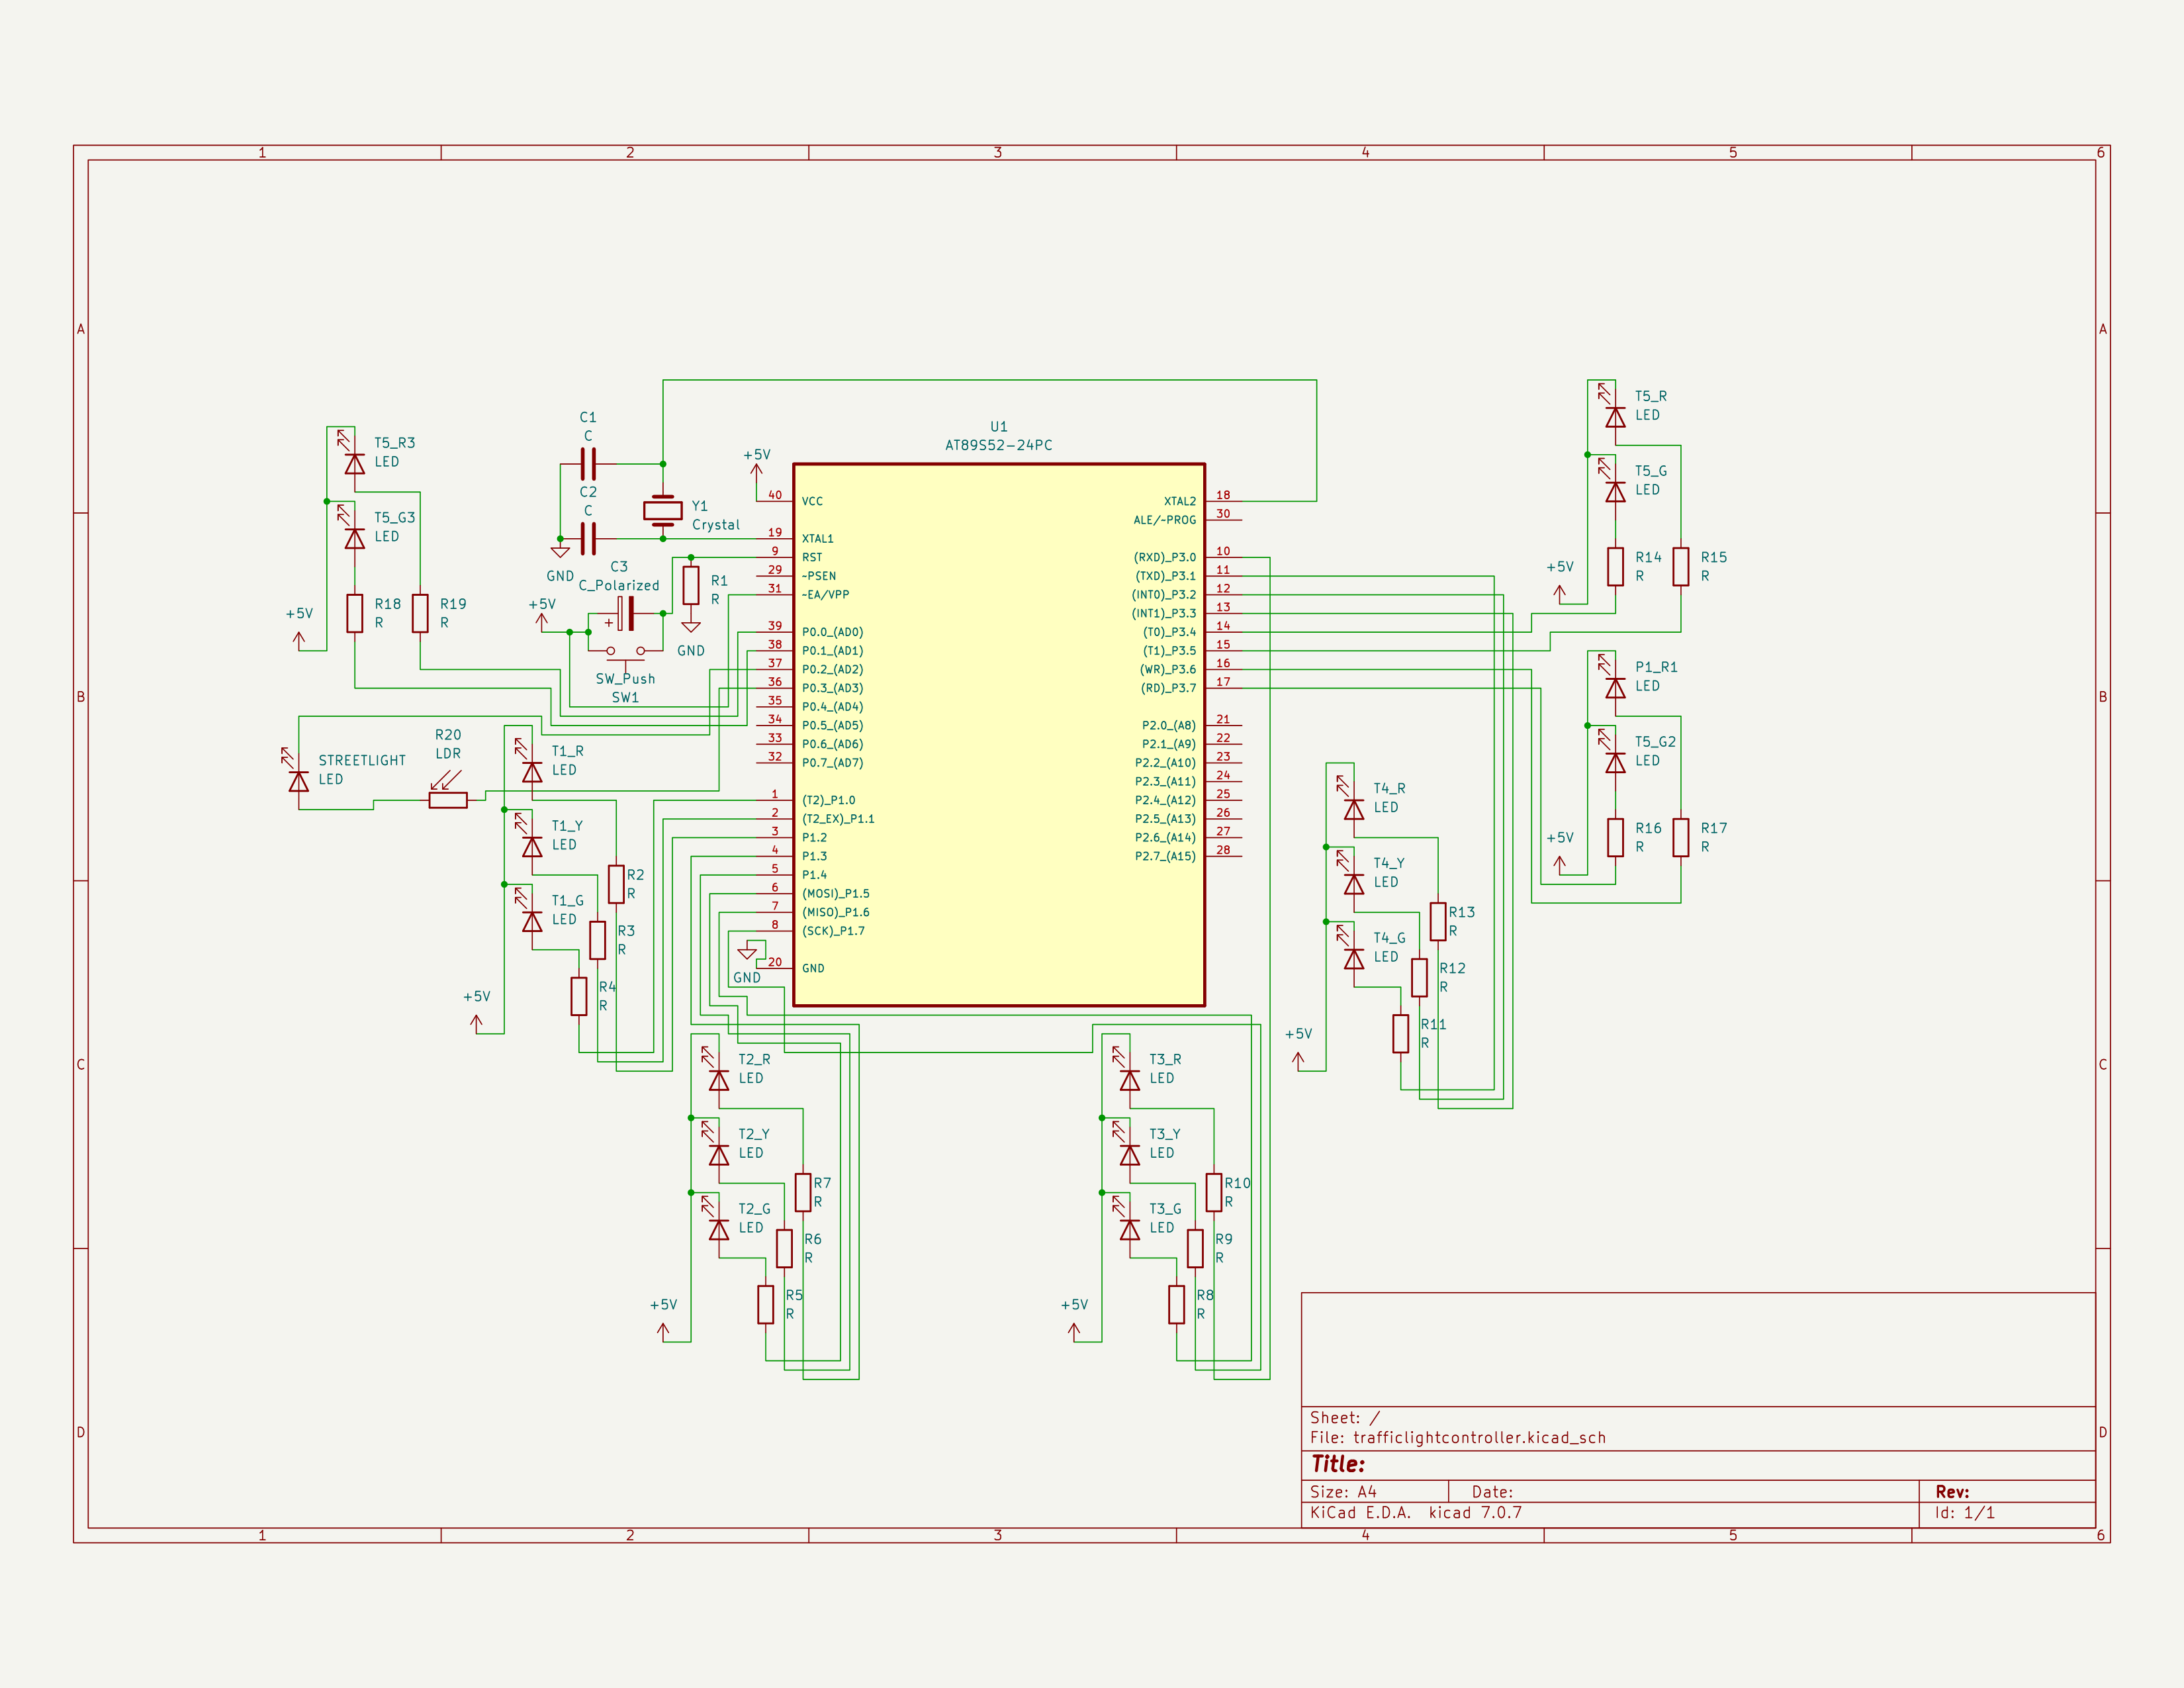 1 2 3 4 5 6
A A
B B
C C
D D
1 2 3 4 5 6
T5_R3
LED
T5_G3
LED
R18
R
R19
R
+5V
C1
C
C2
C
Y1
Crystal
GND
C3
C_Polarized
+5V
+
R1
R
GND
SW_Push
SW1
STREETLIGHT
LED
R20
LDR
T1_R
LED
T1_Y
LED
T1_G
LED
R2
R
R3
R
R4
R
+5V
+5V
U1
AT89S52-24PC
40 VCC
19 XTAL1
9 RST
29 ~PSEN
31 ~EA/VPP
39 P0.0_(AD0)
38 P0.1_(AD1)
37 P0.2_(AD2)
36 P0.3_(AD3)
35 P0.4_(AD4)
34 P0.5_(AD5)
33 P0.6_(AD6)
32 P0.7_(AD7)
1 (T2)_P1.0
2 (T2_EX)_P1.1
3 P1.2
4 P1.3
5 P1.4
6 (MOSI)_P1.5
7 (MISO)_P1.6
8 (SCK)_P1.7
20 GND
GND
XTAL2 18
ALE/~PROG 30
(RXD)_P3.0 10
(TXD)_P3.1 11
(INT0)_P3.2 12
(INT1)_P3.3 13
(T0)_P3.4 14
(T1)_P3.5 15
(WR)_P3.6 16
(RD)_P3.7 17
P2.0_(A8) 21
P2.1_(A9) 22
P2.2_(A10) 23
P2.3_(A11) 24
P2.4_(A12) 25
P2.5_(A13) 26
P2.6_(A14) 27
P2.7_(A15) 28
T5_R
LED
T5_G
LED
R14
R
R15
R
+5V
P1_R1
LED
T5_G2
LED
R16
R
R17
R
+5V
T4_R
LED
T4_Y
LED
T4_G
LED
R13
R
R12
R
R11
R
+5V
T2_R
LED
T2_Y
LED
T2_G
LED
R7
R
R6
R
R5
R
+5V
T3_R
LED
T3_Y
LED
T3_G
LED
R10
R
R9
R
R8
R
+5V
Sheet: /
File: trafficlightcontroller.kicad_sch
Title:
Size: A4 Date: Rev:
KiCad E.D.A. kicad 7.0.7 Id: 1/1